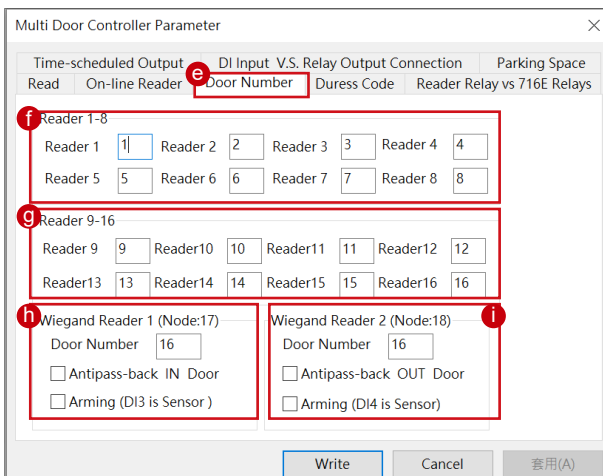 Multi Door Controller Parameter
Time-scheduled Output DI Input V.S. Relay Output Connection Parking Space
e
Read On-line Reader Door Number Duress Code Reader Relay vs 716E Relays
f
Reader 1-8
Reader 1 1 Reader 2 2 Reader 3 3 Reader 4 4
Reader 5 5 Reader 6 6 Reader 7 7 Reader 8 8
g
Reader 9-16
Reader 9 9 Reader10 10 Reader11 11 Reader12 12
Reader13 13 Reader14 14 Reader15 15 Reader16 16
h i
Wiegand Reader 1 (Node:17) Wiegand Reader 2 (Node:18)
Door Number 16 Door Number 16
Antipass-back IN Door Antipass-back OUT Door
Arming (DI3 is Sensor ) Arming (DI4 is Sensor)
Write Cancel 套用(A)